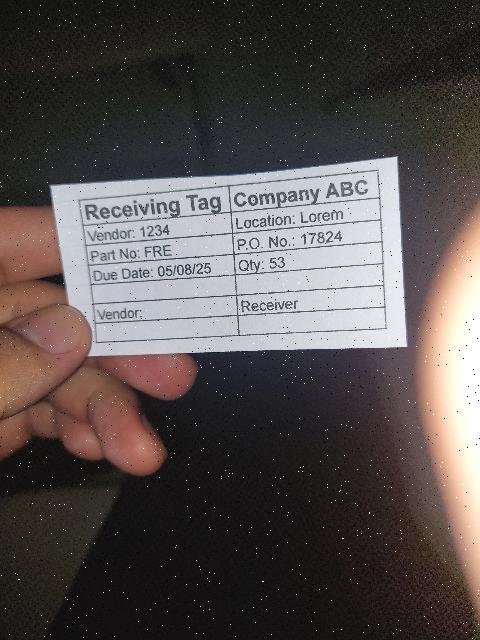 Receiving Tag Company ABC
Vendor: 1234 Location: Lorem
Part No: FRE P.O. No.: 17824
Due Date: 05/08/25 Qty: 53
Vendor: Receiver